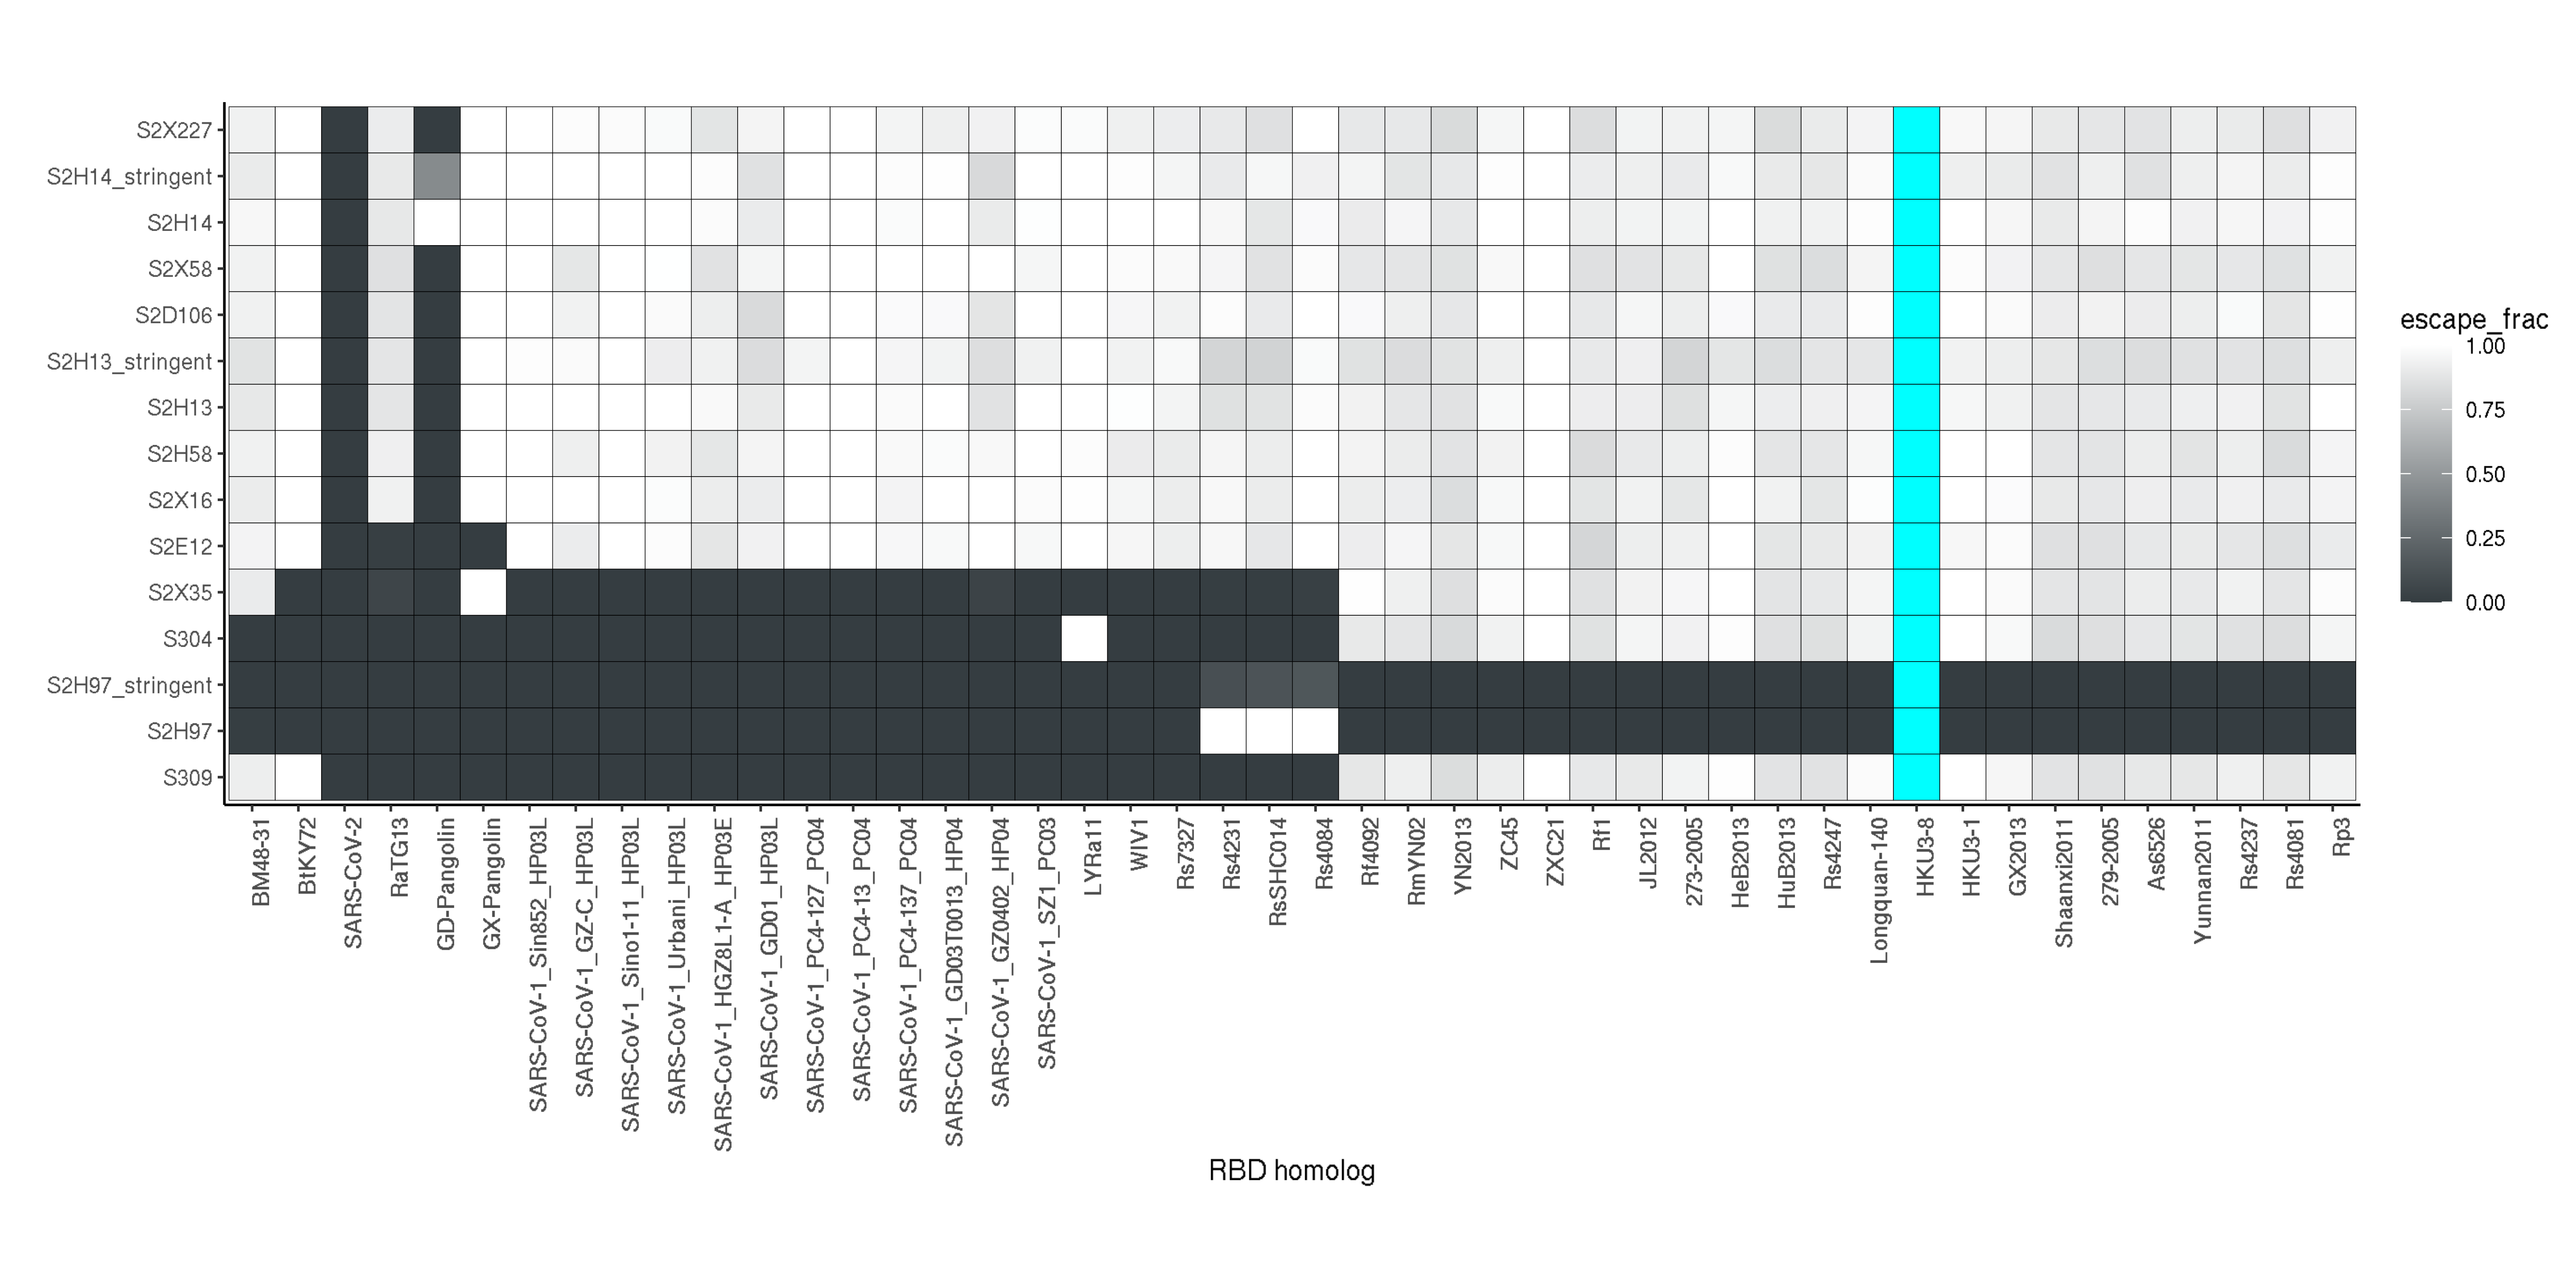 S2X227
S2H14_stringent
S2H14
S2X58
S2D106
S2H13_stringent
S2H13
S2H58
S2X16
S2E12
S2X35
S304
S2H97_stringent
S2H97
S309
BM48-31
BtKY72
SARS-CoV-2
RaTG13
GD-Pangolin
GX-Pangolin
SARS-CoV-1_Sin852_HP03L
SARS-CoV-1_GZ-C_HP03L
SARS-CoV-1_Sino1-11_HP03L
SARS-CoV-1_Urbani_HP03L
SARS-CoV-1_HGZ8L1-A_HP03E
SARS-CoV-1_GD01_HP03L
SARS-CoV-1_PC4-127_PC04
SARS-CoV-1_PC4-13_PC04
SARS-CoV-1_PC4-137_PC04
SARS-CoV-1_GD03T0013_HP04
SARS-CoV-1_GZ0402_HP04
SARS-CoV-1_SZ1_PC03
LYRa11
WIV1
Rs7327
Rs4231
RsSHC014
Rs4084
Rf4092
RmYN02
YN2013
ZC45
ZXC21
Rf1
JL2012
273-2005
HeB2013
HuB2013
Rs4247
Longquan-140
HKU3-8
HKU3-1
GX2013
Shaanxi2011
279-2005
As6526
Yunnan2011
Rs4237
Rs4081
Rp3
RBD homolog
escape_frac
1.00
0.75
0.50
0.25
0.00